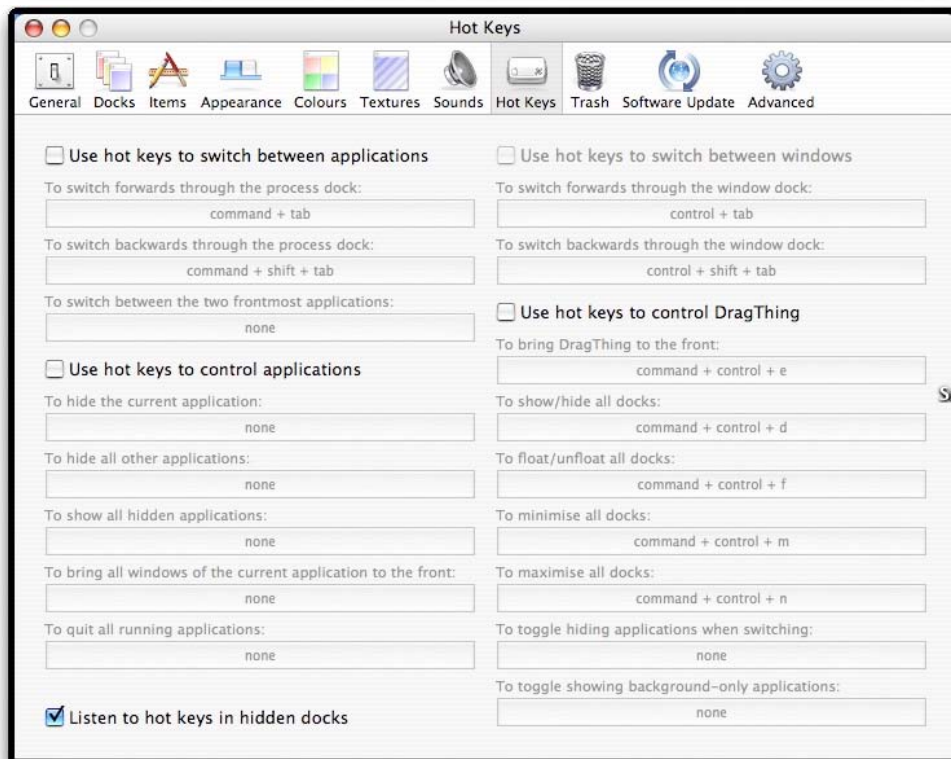 Hot Keys
General Docks Items Appearance Colours Textures Sounds Hot Keys Trash Software Update Advanced
Use hot keys to switch between applications
To switch forwards through the process dock:
command + tab
To switch backwards through the process dock:
command + shift + tab
To switch between the two frontmost applications:
none
Use hot keys to control applications
To hide the current application:
none
To hide all other applications:
none
To show all hidden applications:
none
To bring all windows of the current application to the front:
none
To quit all running applications:
none
Listen to hot keys in hidden docks
Use hot keys to switch between windows
To switch forwards through the window dock:
control + tab
To switch backwards through the window dock:
control + shift + tab
Use hot keys to control DragThing
To bring DragThing to the front:
command + control + e
To show/hide all docks:
command + control + d
To float/unfloat all docks:
command + control + f
To minimise all docks:
command + control + m
To maximise all docks:
command + control + n
To toggle hiding applications when switching:
none
To toggle showing background-only applications:
none